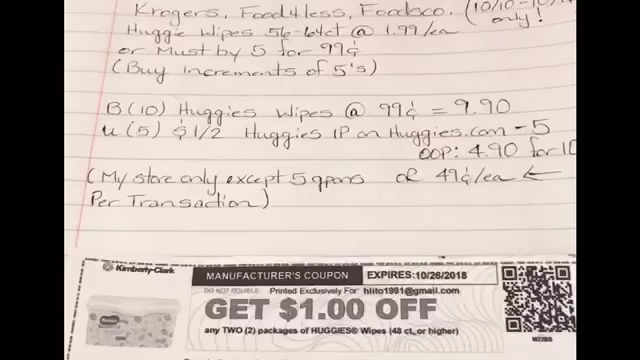 Krogers, Food4less, Foodsco. (10/10-10/1
only!
Huggie Wipes 56-64ct @ 1.99/ea
or Must by 5 for 99¢
(Buy increments of 5's)
B (10) Huggies Wipes @ 99¢ = 9.90
u (5) $1/2 Huggies IP on Huggies.com - 5
OOP: 4.90 for 10
(My store only except 5 qpons or 49¢/ea ←
Per Transaction)
Kimberly-Clark
MANUFACTURER'S COUPON EXPIRES: 10/26/2018
DO NOT DOUBLE Printed Exclusively For: hlito1991@gmail.com
GET $1.00 OFF
any TWO (2) packages of HUGGIES® Wipes (48 ct. or higher)